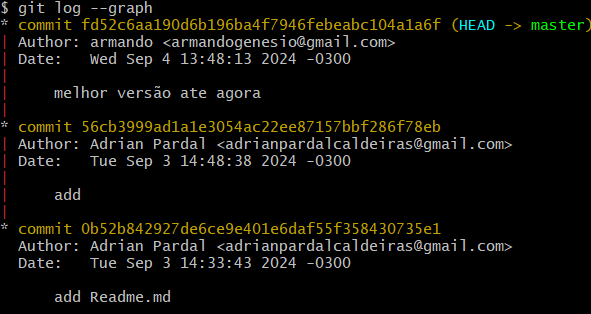 $ git log --graph
* commit fd52c6aa190d6b196ba4f7946febeabc104a1a6f (HEAD -> master)
| Author: armando <armandogenesio@gmail.com>
| Date:   Wed Sep 4 13:48:13 2024 -0300
|
|     melhor versão ate agora
|
* commit 56cb3999ad1a1e3054ac22ee87157bbf286f78eb
| Author: Adrian Pardal <adrianpardalcaldeiras@gmail.com>
| Date:   Tue Sep 3 14:48:38 2024 -0300
|
|     add
|
* commit 0b52b842927de6ce9e401e6daf55f358430735e1
  Author: Adrian Pardal <adrianpardalcaldeiras@gmail.com>
  Date:   Tue Sep 3 14:33:43 2024 -0300

      add Readme.md